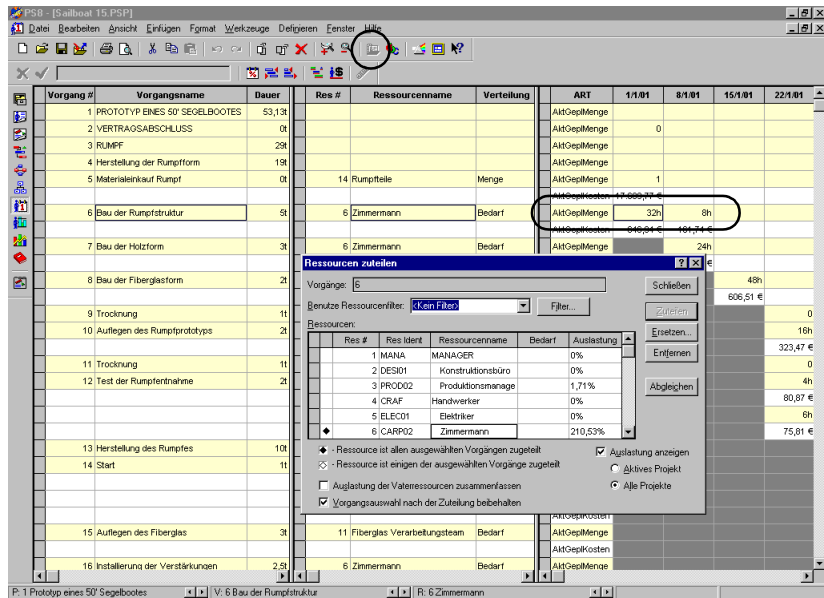 PS8 - [Sailboat 15.PSP]
Datei Bearbeiten Ansicht Einfügen Format Werkzeuge Definieren Fenster Hilfe
Vorgang # Vorgangsname Dauer Res # Ressourcenname Verteilung ART 1/1/01 8/1/01 15/1/01 22/1/01
1 PROTOTYP EINES 50' SEGELBOOTES 53,13t AktGeplMenge
2 VERTRAGSABSCHLUSS 0t AktGeplMenge 0
3 RUMPF 29t AktGeplMenge
4 Herstellung der Rumpfform 19t AktGeplMenge
5 Materialeinkauf Rumpf 0t 14 Rumpfteile Menge AktGeplMenge 1
AktGeplKosten
6 Bau der Rumpfstruktur 5t 6 Zimmermann Bedarf AktGeplMenge 32h 8h
AktGeplKosten
7 Bau der Holzform 3t 6 Zimmermann Bedarf AktGeplMenge 24h
Ressourcen zuteilen
€
8 Bau der Fiberglasform 2t Vorgänge: 6 Schließen 48h
606,51 €
Benutze Ressourcenfilter: <Kein Filter> Filter... Zuteilen
9 Trocknung 1t 0
Ressourcen:
10 Auflegen des Rumpfprototyps 2t Ersetzen... 16h
Res # Res Ident Ressourcenname Bedarf Auslastung
1 MANA MANAGER 0% Entfernen 323,47 €
11 Trocknung 1t 2 DESI01 Konstruktionsbüro 0% 0
12 Test der Rumpfentnahme 2t 3 PROD02 Produktionsmanage 1,71% Abgleichen 4h
4 CRAF Handwerker 0% 80,87 €
5 ELEC01 Elektriker 0% 6h
6 CARP02 Zimmermann 210,53% 75,81 €
13 Herstellung des Rumpfes 10t - Ressource ist allen ausgewählten Vorgängen zugeteilt Auslastung anzeigen
14 Start 1t - Ressource ist einigen der ausgewählten Vorgänge zugeteilt Aktives Projekt
Auslastung der Vaterressourcen zusammenfassen Alle Projekte
Vorgangsauswahl nach der Zuteilung beibehalten
AktGeplKosten
15 Auflegen des Fiberglas 3t 11 Fiberglas Verarbeitungsteam Bedarf AktGeplMenge
AktGeplKosten
16 Installierung der Verstärkungen 2,5t 6 Zimmermann Bedarf AktGeplMenge
P: 1 Prototyp eines 50' Segelbootes V: 6 Bau der Rumpfstruktur R: 6 Zimmermann